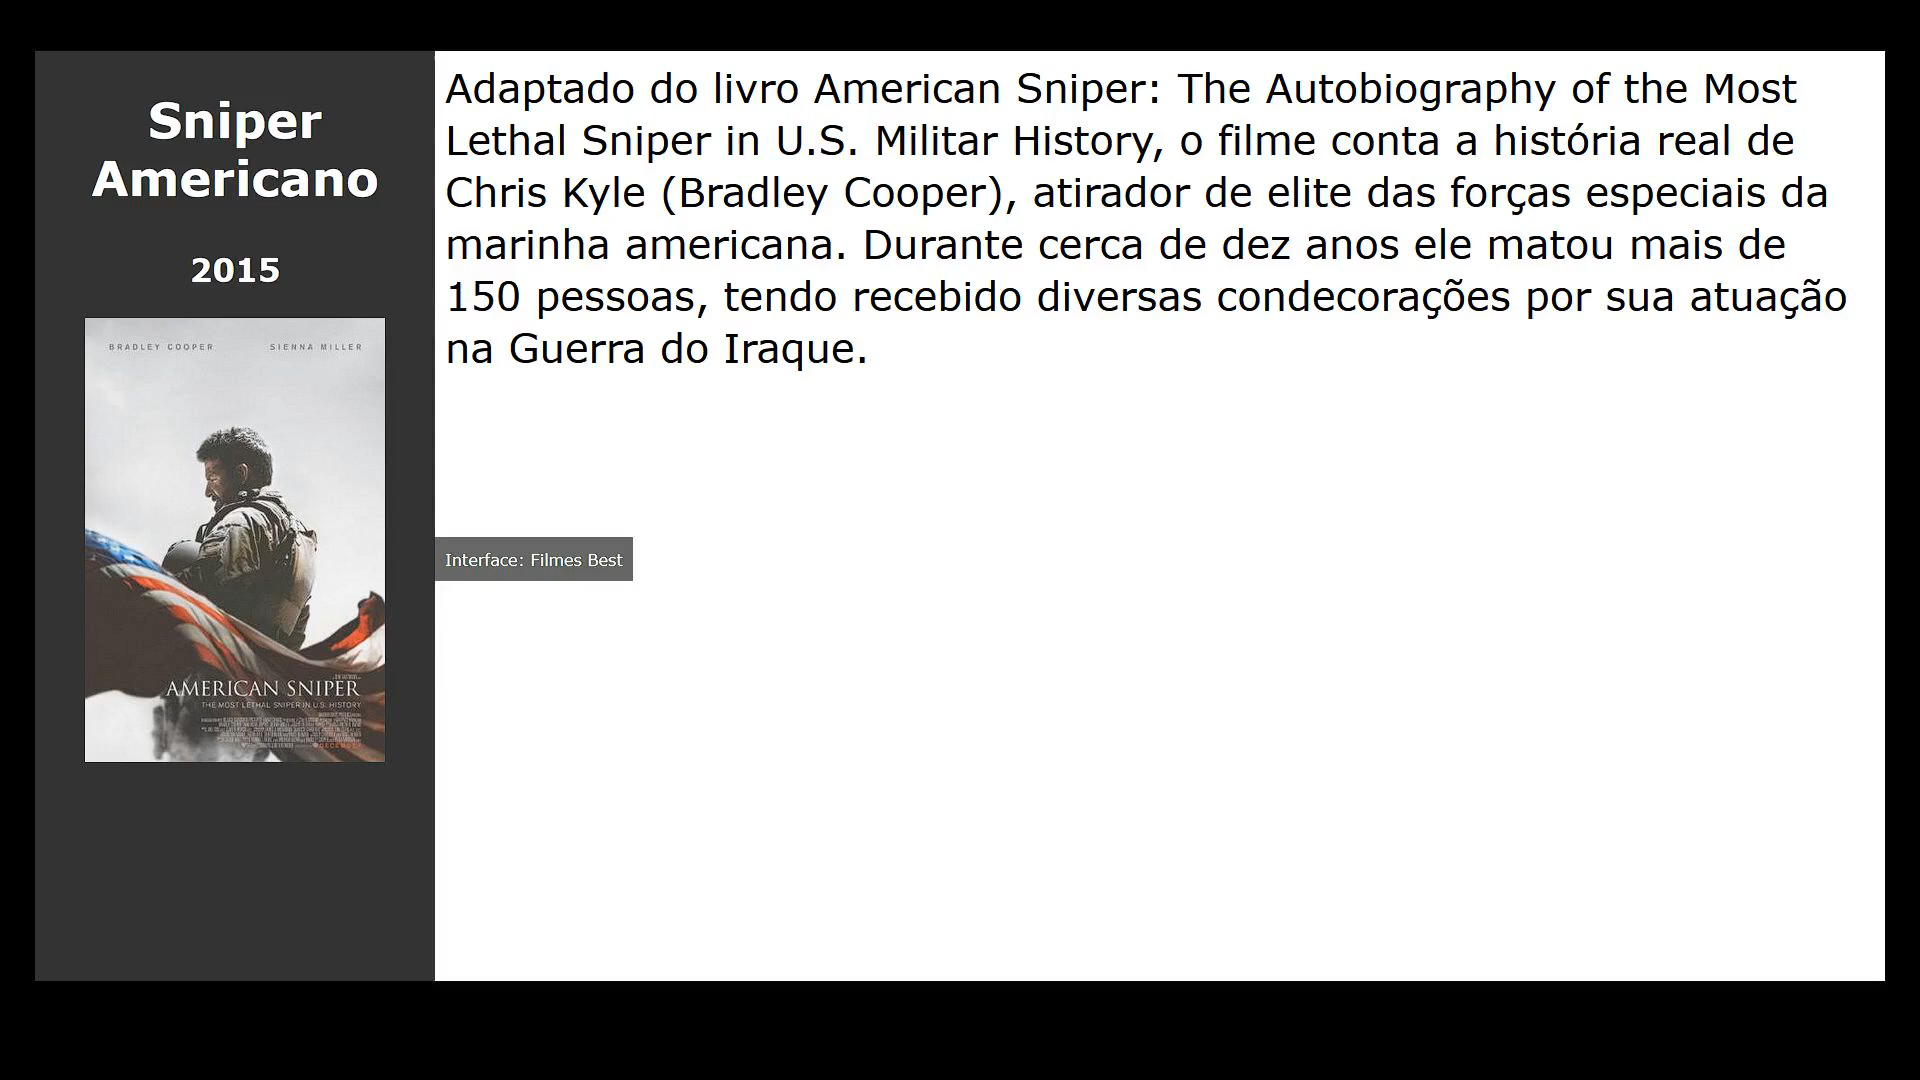 Sniper
Americano
2015
BRADLEY COOPER SIENNA MILLER
AMERICAN SNIPER
THE MOST LETHAL SNIPER IN U.S. HISTORY
DECEMBER
Adaptado do livro American Sniper: The Autobiography of the Most
Lethal Sniper in U.S. Militar History, o filme conta a história real de
Chris Kyle (Bradley Cooper), atirador de elite das forças especiais da
marinha americana. Durante cerca de dez anos ele matou mais de
150 pessoas, tendo recebido diversas condecorações por sua atuação
na Guerra do Iraque.
Interface: Filmes Best